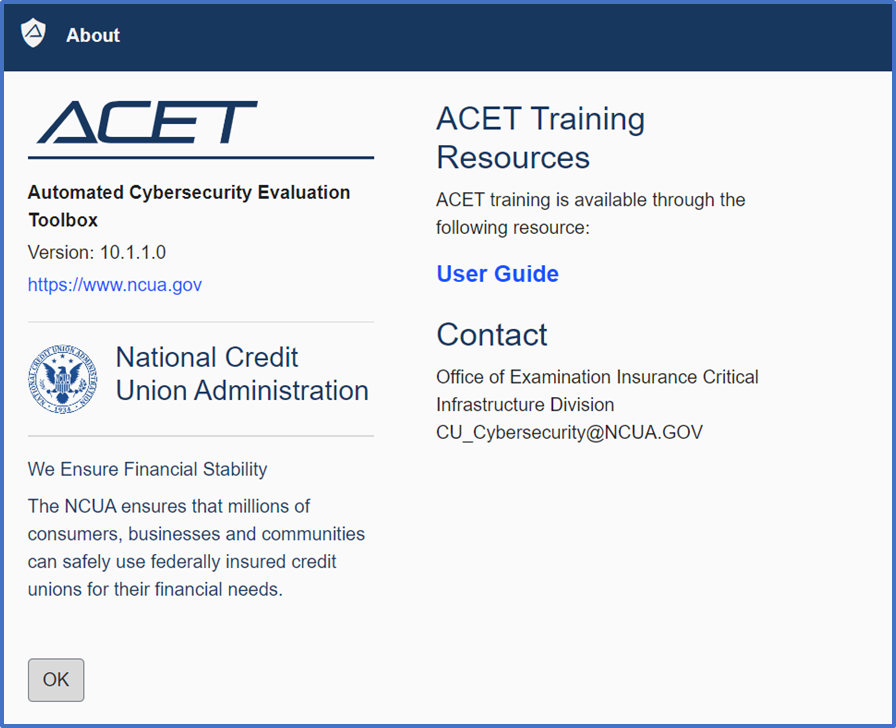 About
ACET
Automated Cybersecurity Evaluation
Toolbox
Version: 10.1.1.0
https://www.ncua.gov
NATIONAL CREDIT UNION ADMINISTRATION
1934
National Credit
Union Administration
We Ensure Financial Stability
The NCUA ensures that millions of
consumers, businesses and communities
can safely use federally insured credit
unions for their financial needs.
OK
ACET Training
Resources
ACET training is available through the
following resource:
User Guide
Contact
Office of Examination Insurance Critical
Infrastructure Division
CU_Cybersecurity@NCUA.GOV